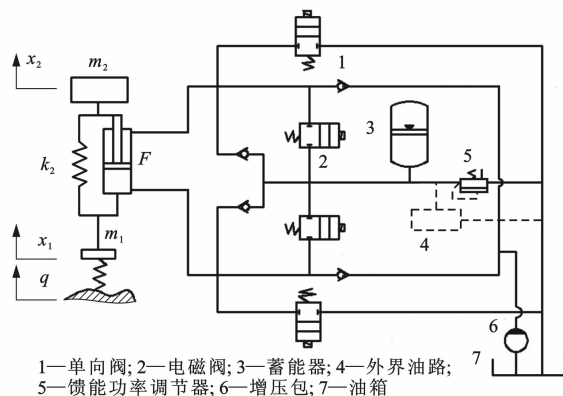 x₂
m₂
1
3
2
F
5
k₂
4
m₁
x₁
q
6
7
1—单向阀; 2—电磁阀; 3—蓄能器; 4—外界油路;
5—馈能功率调节器; 6—增压包; 7—油箱